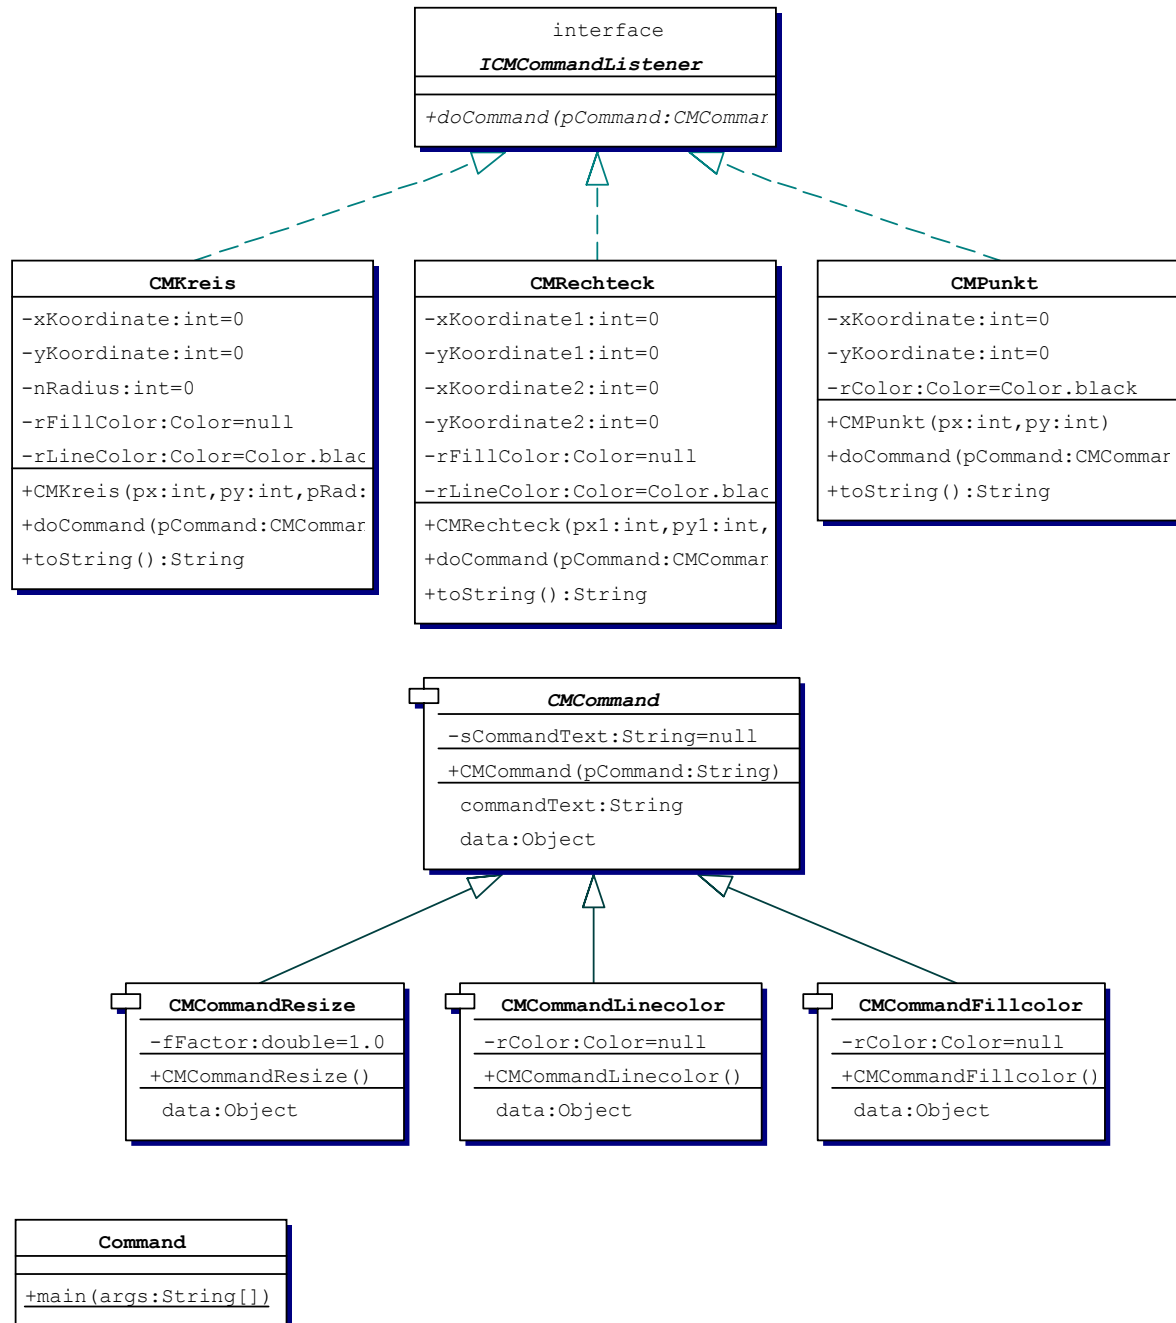 interface
ICMCommandListener
+doCommand(pCommand:CMComman
CMKreis
-xKoordinate:int=0
-yKoordinate:int=0
-nRadius:int=0
-rFillColor:Color=null
-rLineColor:Color=Color.blac
+CMKreis(px:int,py:int,pRad:
+doCommand(pCommand:CMComman
+toString():String
CMRechteck
-xKoordinate1:int=0
-yKoordinate1:int=0
-xKoordinate2:int=0
-yKoordinate2:int=0
-rFillColor:Color=null
-rLineColor:Color=Color.blac
+CMRechteck(px1:int,py1:int,
+doCommand(pCommand:CMComman
+toString():String
CMPunkt
-xKoordinate:int=0
-yKoordinate:int=0
-rColor:Color=Color.black
+CMPunkt(px:int,py:int)
+doCommand(pCommand:CMComman
+toString():String
CMCommand
-sCommandText:String=null
+CMCommand(pCommand:String)
commandText:String
data:Object
CMCommandResize
-fFactor:double=1.0
+CMCommandResize()
data:Object
CMCommandLinecolor
-rColor:Color=null
+CMCommandLinecolor()
data:Object
CMCommandFillcolor
-rColor:Color=null
+CMCommandFillcolor()
data:Object
Command
+main(args:String[])